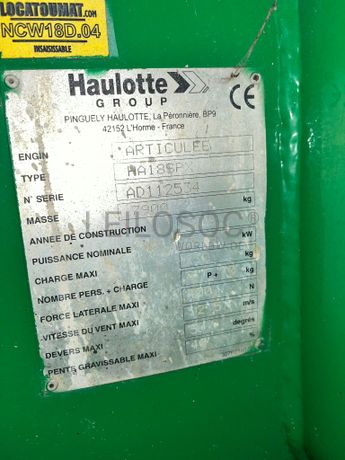 LOCATOUMAT.COM
NCW18D.04
INSAISISSABLE
Haulotte
GROUP
CE
PINGUELY HAULOTTE, La Péronnière, BP9
42152 L'Horme - France
ENGIN ARTICULEE
TYPE HA18SPX
N° SERIE AD112534
MASSE kg
LEILOSOC
ANNEE DE CONSTRUCTION
PUISSANCE NOMINALE kW
CHARGE MAXI kg
NOMBRE PERS. + CHARGE P + kg
FORCE LATERALE MAXI N
VITESSE DU VENT MAXI m/s
DEVERS MAXI degrés
PENTE GRAVISSABLE MAXI %